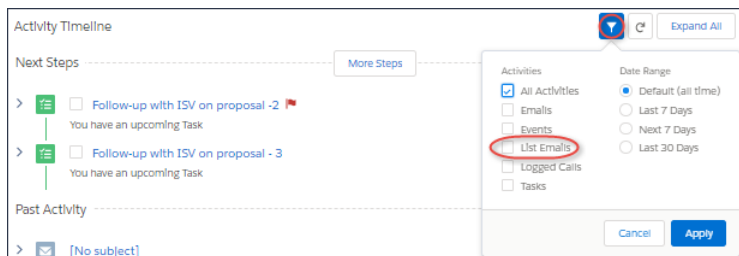 Activity Timeline
Expand All
Next Steps
More Steps
Follow-up with ISV on proposal -2
You have an upcoming Task
Follow-up with ISV on proposal - 3
You have an upcoming Task
Past Activity
[No subject]
Activities
All Activities
Emails
Events
List Emails
Logged Calls
Tasks
Date Range
Default (all time)
Last 7 Days
Next 7 Days
Last 30 Days
Cancel
Apply